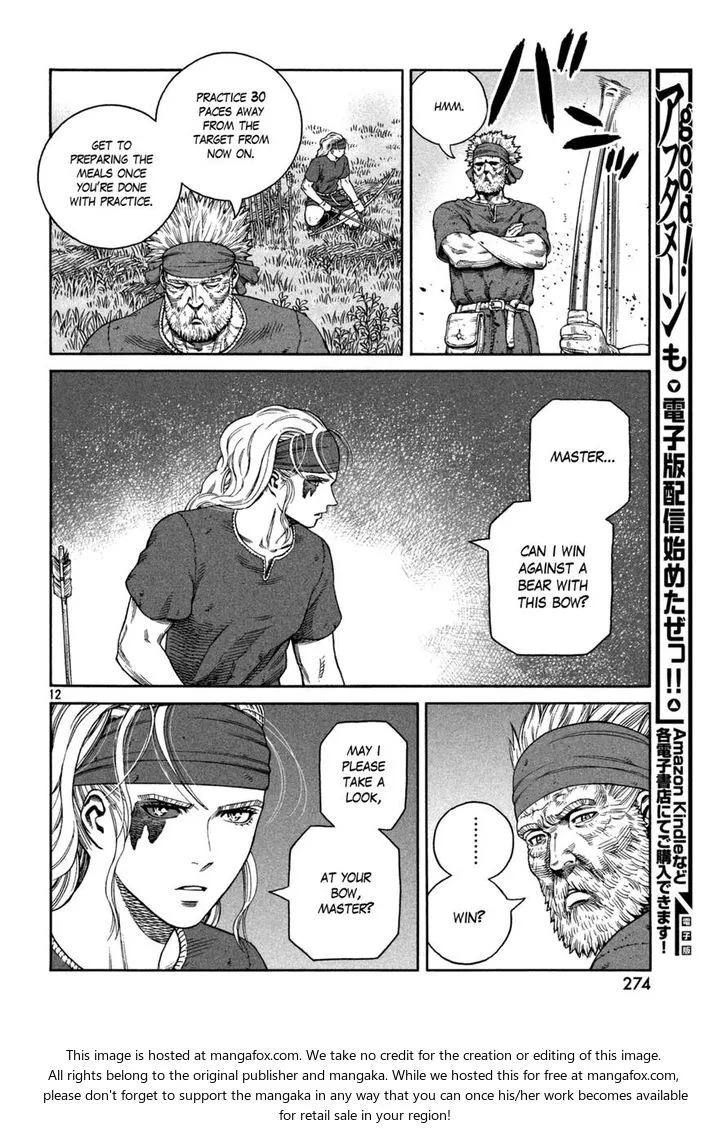 HMM.
バン
PRACTICE 30
PACES AWAY
FROM THE
TARGET FROM
NOW ON.
GET TO
PREPARING THE
MEALS ONCE
YOU'RE DONE
WITH PRACTICE.
MASTER...
CAN I WIN
AGAINST A
BEAR WITH
THIS BOW?
12
.........
WIN?
MAY I
PLEASE
TAKE A
LOOK,
AT YOUR
BOW,
MASTER?
good!アフタヌーンも▼電子版配信始めたぜっ!!▲
Amazon Kindleなど
各電子書店にてご購入できます!
電子版
274
This image is hosted at mangafox.com. We take no credit for the creation or editing of this image.
All rights belong to the original publisher and mangaka. While we hosted this for free at mangafox.com,
please don't forget to support the mangaka in any way that you can once his/her work becomes available
for retail sale in your region!